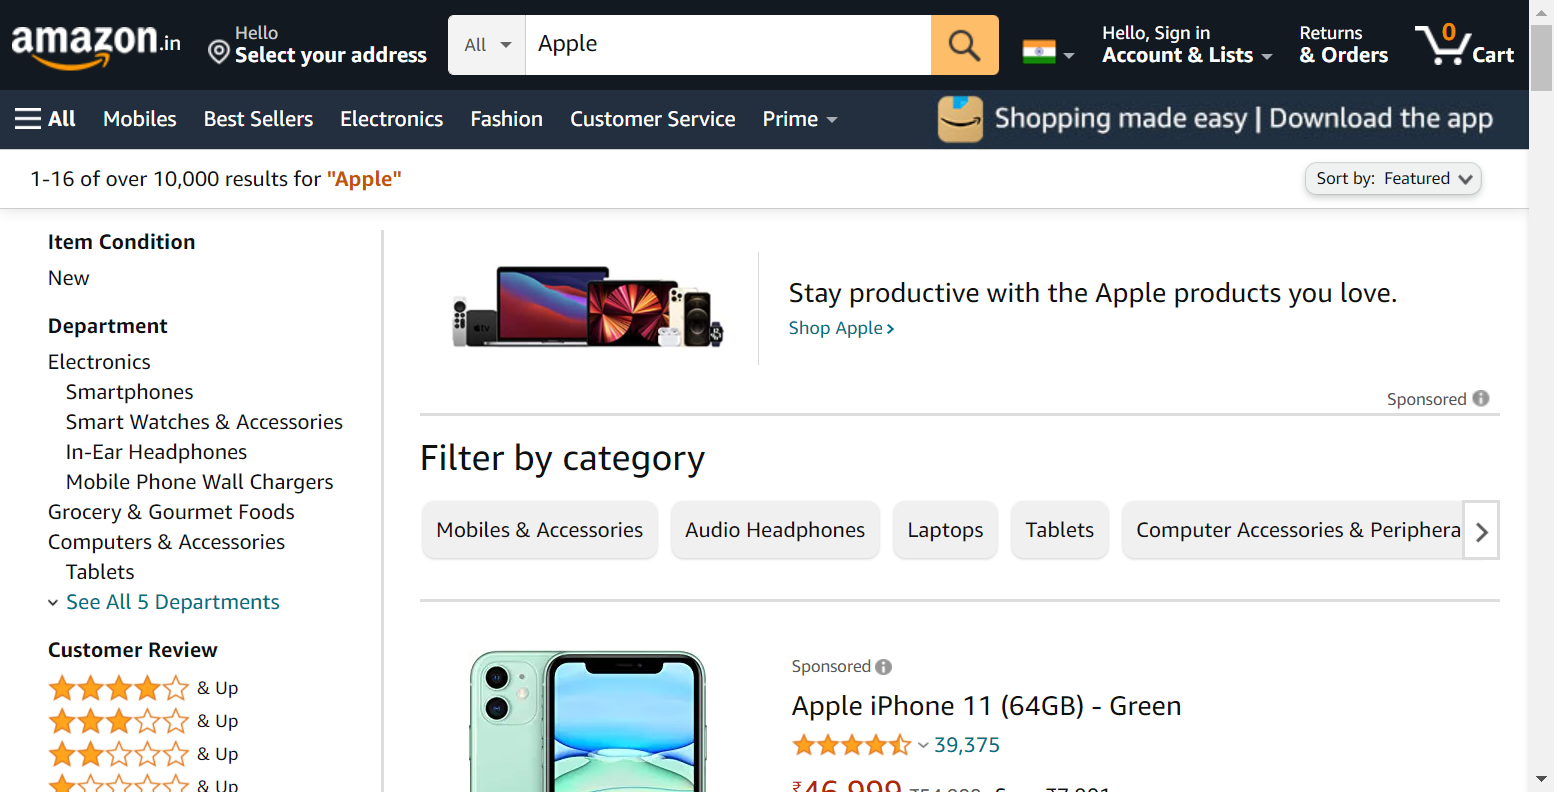 amazon.in
Hello
Select your address
All
Apple
Hello, Sign in
Account & Lists
Returns
& Orders
0
Cart
All
Mobiles
Best Sellers
Electronics
Fashion
Customer Service
Prime
Shopping made easy | Download the app
1-16 of over 10,000 results for "Apple"
Sort by: Featured
Item Condition
New
Department
Electronics
Smartphones
Smart Watches & Accessories
In-Ear Headphones
Mobile Phone Wall Chargers
Grocery & Gourmet Foods
Computers & Accessories
Tablets
See All 5 Departments
Customer Review
& Up
& Up
& Up
& Up
tv
Stay productive with the Apple products you love.
Shop Apple
Sponsored
Filter by category
Mobiles & Accessories
Audio Headphones
Laptops
Tablets
Computer Accessories & Periphera
Sponsored
Apple iPhone 11 (64GB) - Green
39,375
₹46,999